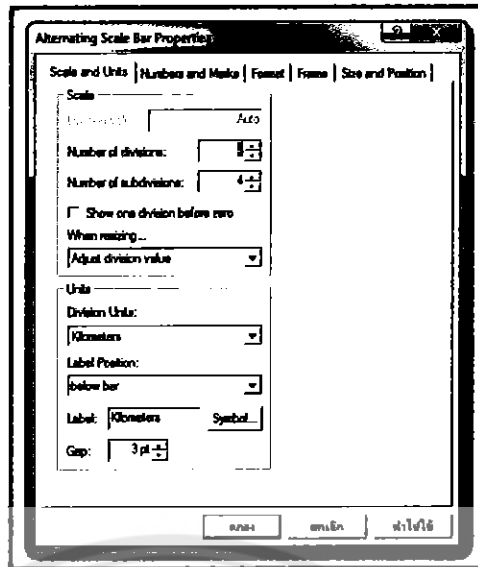 Alternating Scale Bar Properties
Scale and Units Numbers and Marks Format Frame Size and Position
Scale
Auto
Number of divisions:
Number of subdivisions: 4
Show one division before zero
When resizing...
Adjust division value
Units
Division Units:
Kilometers
Label Position:
below bar
Label: Kilometers Symbol...
Gap: 3 pt
ตกลง ยกเลิก นำไปใช้